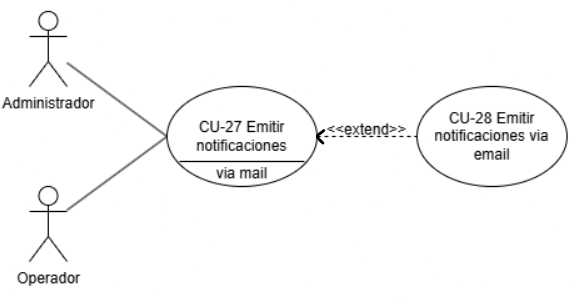 Administrador
CU-27 Emitir
notificaciones
via mail
<<extend>>
CU-28 Emitir
notificaciones via
email
Operador